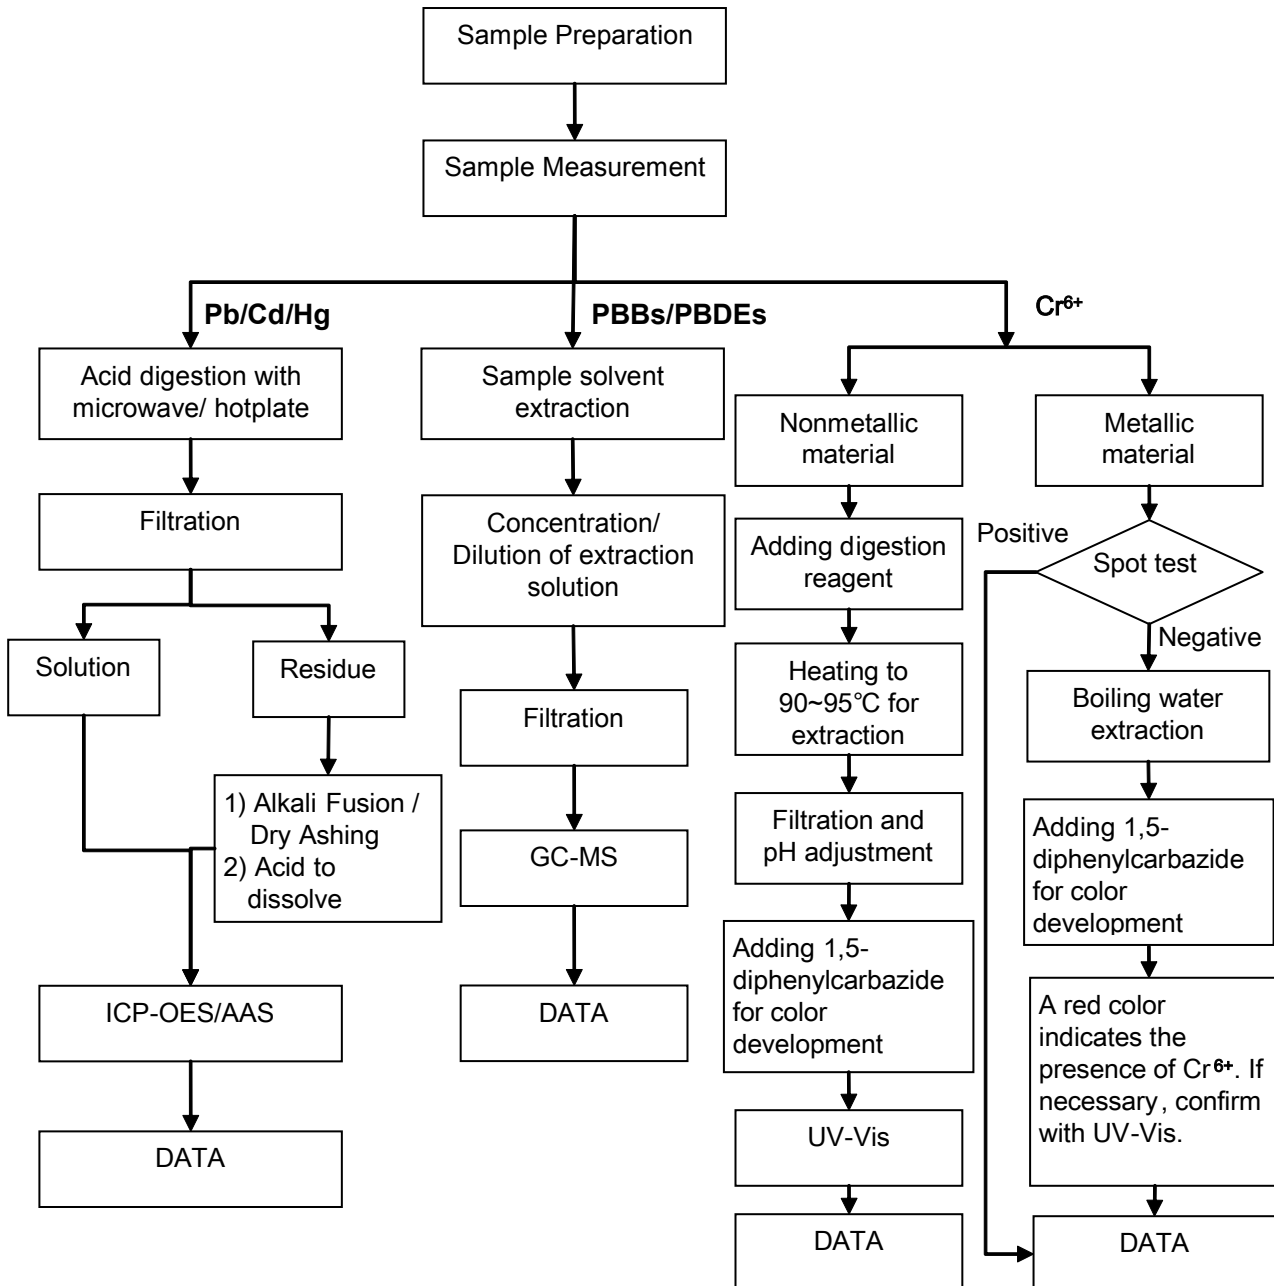 Sample Preparation
Sample Measurement
Pb/Cd/Hg
PBBs/PBDEs
Cr⁶⁺
Acid digestion with
microwave/ hotplate
Filtration
Solution
Residue
1) Alkali Fusion /
Dry Ashing
2) Acid to
dissolve
ICP-OES/AAS
DATA
Sample solvent
extraction
Concentration/
Dilution of extraction
solution
Filtration
GC-MS
DATA
Nonmetallic
material
Adding digestion
reagent
Heating to
90~95℃ for
extraction
Filtration and
pH adjustment
Adding 1,5-
diphenylcarbazide
for color
development
UV-Vis
DATA
Metallic
material
Positive
Spot test
Negative
Boiling water
extraction
Adding 1,5-
diphenylcarbazide
for color
development
A red color
indicates the
presence of Cr⁶⁺. If
necessary, confirm
with UV-Vis.
DATA